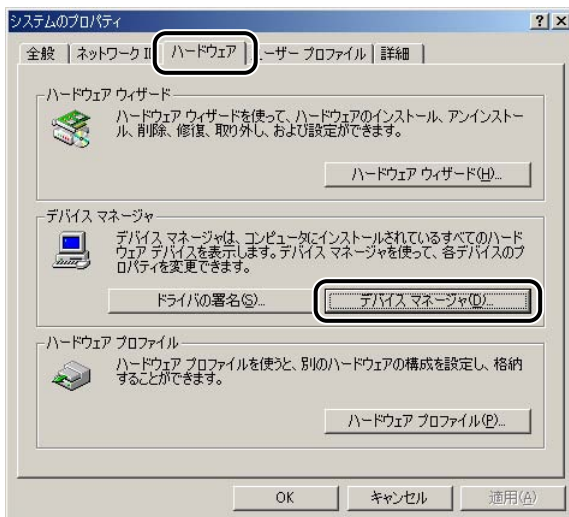 システムのプロパティ
全般 ネットワーク ハードウェア ーザー プロファイル 詳細
ハードウェア ウィザード
ハードウェア ウィザードを使って、ハードウェアのインストール、アンインストー
ル、削除、修復、取り外し、および設定ができます。
ハードウェア ウィザード(H)...
デバイス マネージャ
デバイス マネージャは、コンピュータにインストールされているすべてのハード
ウェア デバイスを表示します。デバイス マネージャを使って、各デバイスのプ
ロパティを変更できます。
ドライバの署名(S)... デバイス マネージャ(D)...
ハードウェア プロファイル
ハードウェア プロファイルを使うと、別のハードウェアの構成を設定し、格納
することができます。
ハードウェア プロファイル(P)...
OK キャンセル 適用(A)